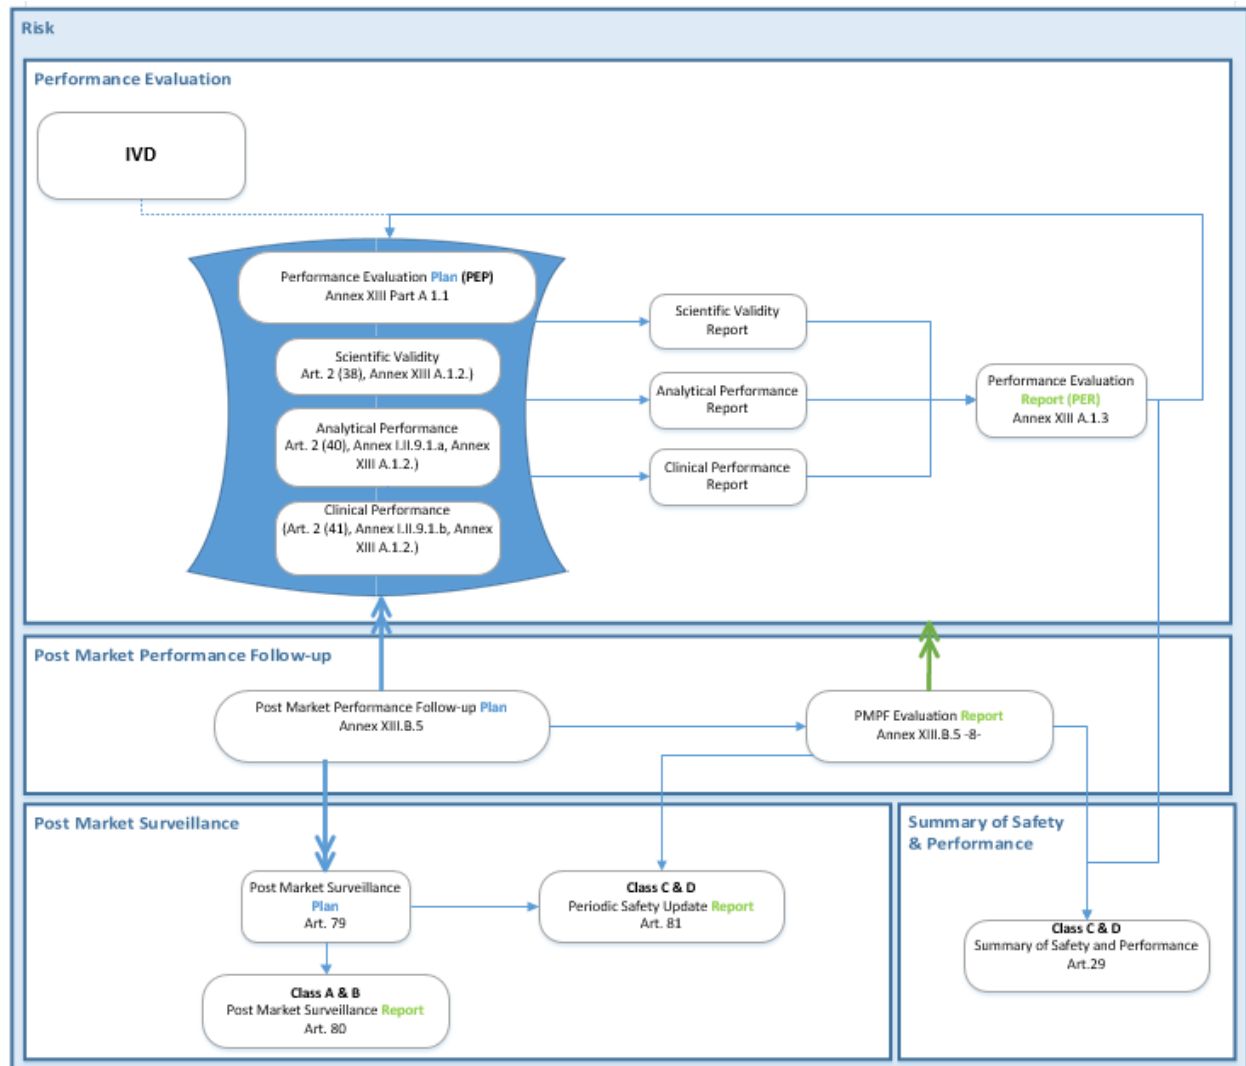 Risk
Performance Evaluation
IVD
Performance Evaluation Plan (PEP)
Annex XIII Part A 1.1
Scientific Validity
Art. 2 (38), Annex XIII A.1.2.)
Analytical Performance
Art. 2 (40), Annex I.II.9.1.a, Annex
XIII A.1.2.)
Clinical Performance
(Art. 2 (41), Annex I.II.9.1.b, Annex
XIII A.1.2.)
Scientific Validity
Report
Analytical Performance
Report
Clinical Performance
Report
Performance Evaluation
Report (PER)
Annex XIII A.1.3
Post Market Performance Follow-up
Post Market Performance Follow-up Plan
Annex XIII.B.5
PMPF Evaluation Report
Annex XIII.B.5 -8-
Post Market Surveillance
Post Market Surveillance
Plan
Art. 79
Class C & D
Periodic Safety Update Report
Art. 81
Class A & B
Post Market Surveillance Report
Art. 80
Summary of Safety
& Performance
Class C & D
Summary of Safety and Performance
Art.29